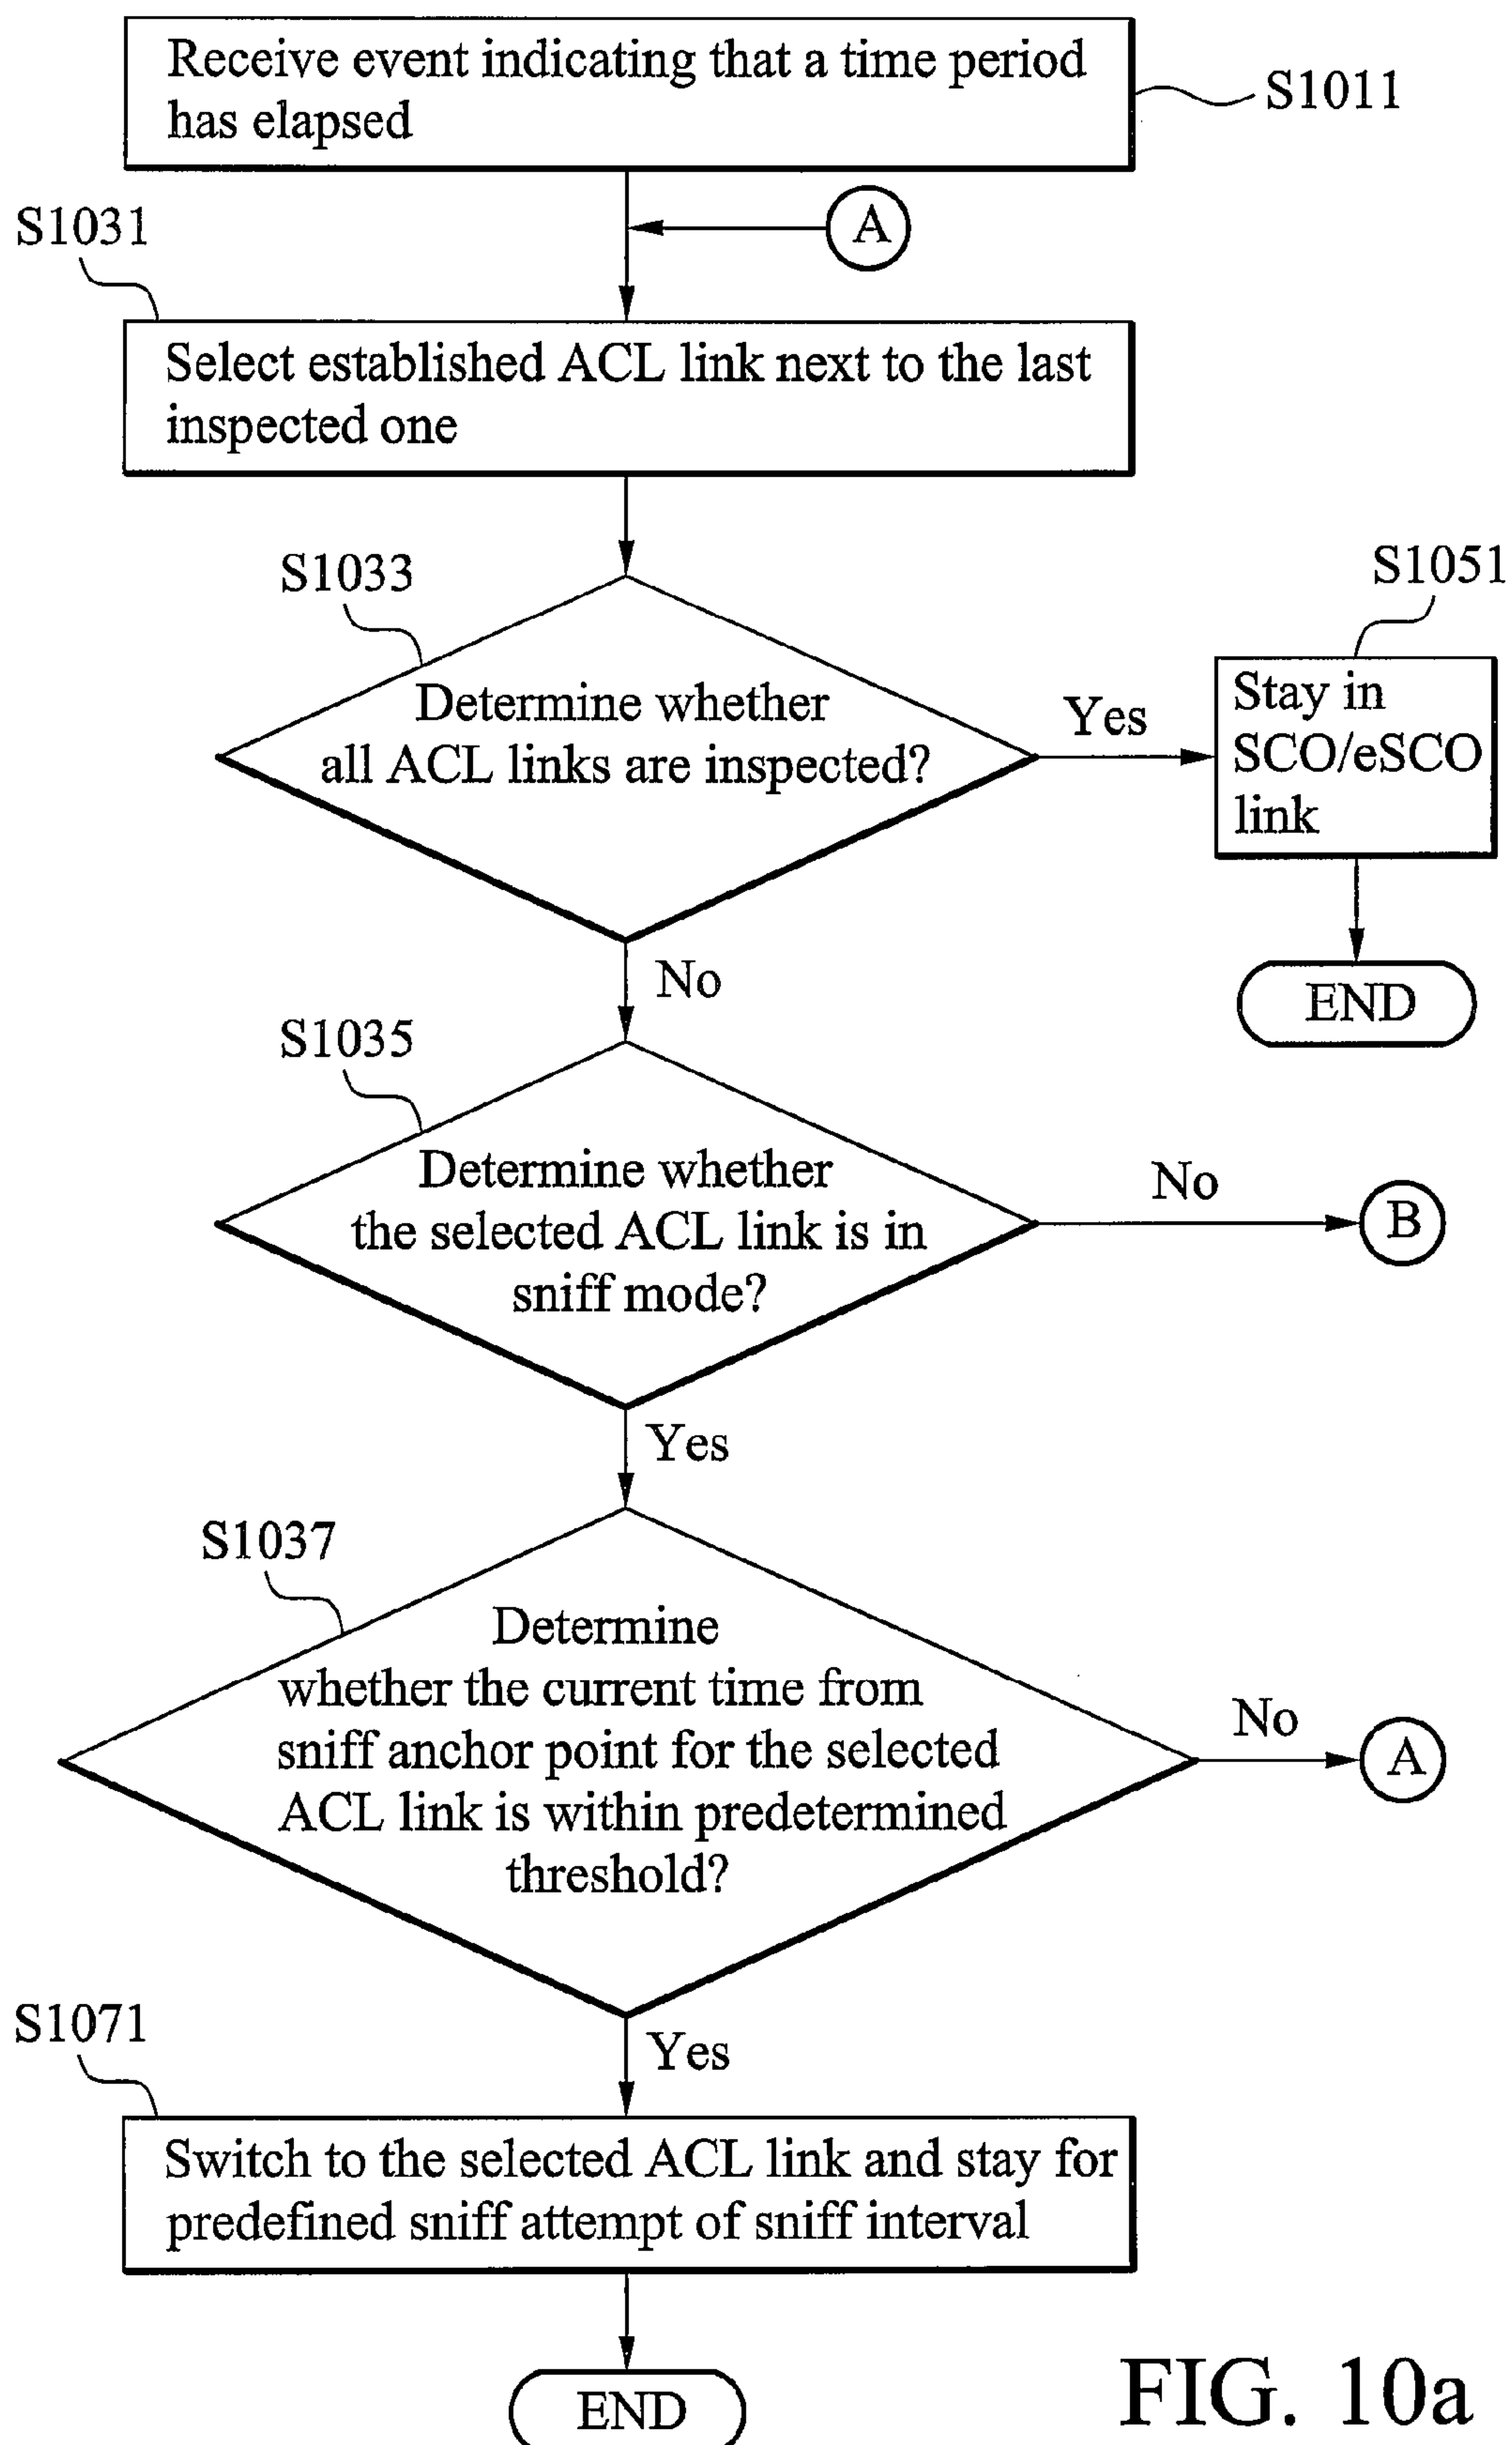 Receive event indicating that a time period
has elapsed
S1011
A
S1031
Select established ACL link next to the last
inspected one
S1033
Determine whether
all ACL links are inspected?
Yes
S1051
Stay in
SCO/eSCO
link
END
No
S1035
Determine whether
the selected ACL link is in
sniff mode?
No
B
Yes
S1037
Determine
whether the current time from
sniff anchor point for the selected
ACL link is within predetermined
threshold?
No
A
Yes
S1071
Switch to the selected ACL link and stay for
predefined sniff attempt of sniff interval
END
FIG. 10a